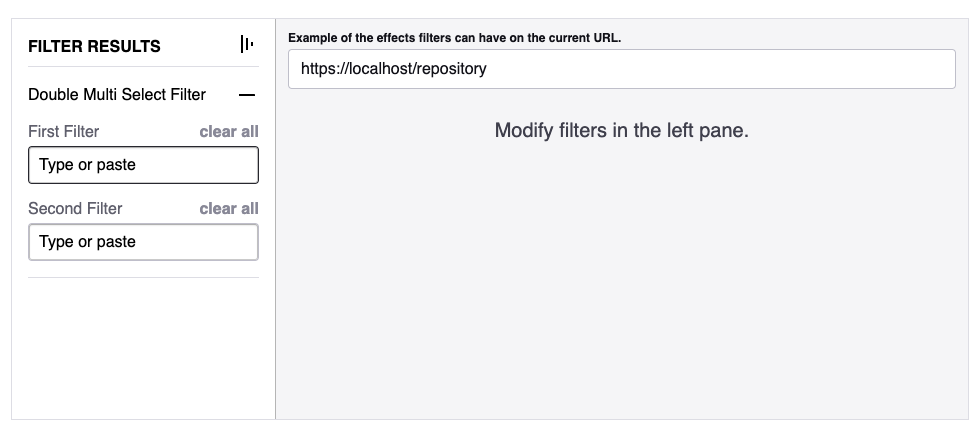 FILTER RESULTS
Double Multi Select Filter
First Filter clear all
Type or paste
Second Filter clear all
Type or paste
Example of the effects filters can have on the current URL.
https://localhost/repository
Modify filters in the left pane.